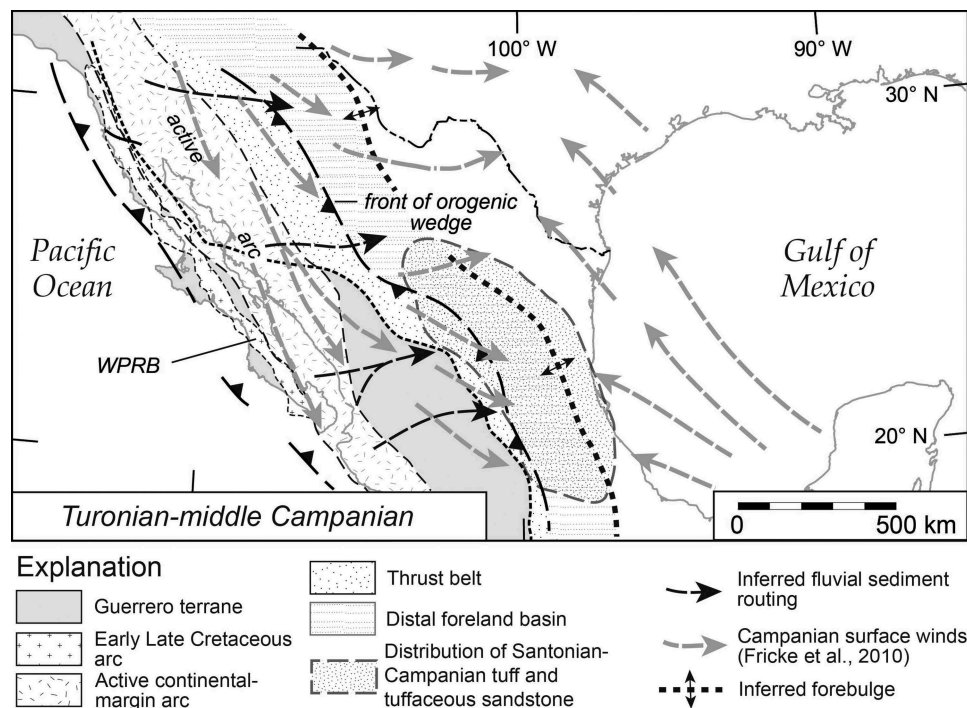 100° W
90° W
30° N
active
front of orogenic
wedge
arc
Pacific
Ocean
Gulf of
Mexico
WPRB
20° N
Turonian-middle Campanian
0
500 km
Explanation
Guerrero terrane
Early Late Cretaceous
arc
Active continental-
margin arc
Thrust belt
Distal foreland basin
Distribution of Santonian-
Campanian tuff and
tuffaceous sandstone
Inferred fluvial sediment
routing
Campanian surface winds
(Fricke et al., 2010)
Inferred forebulge